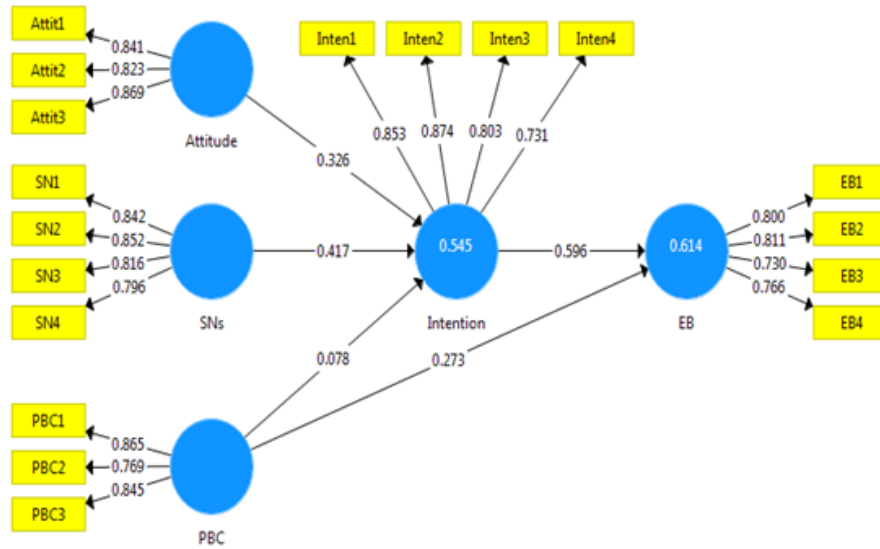 Attit1
Attit2
Attit3
0.841
0.823
0.869
Attitude
Inten1
Inten2
Inten3
Inten4
0.853
0.874
0.803
0.731
0.326
SN1
SN2
SN3
SN4
0.842
0.852
0.816
0.796
SNs
0.417
0.545
Intention
0.596
0.614
EB
EB1
EB2
EB3
EB4
0.800
0.811
0.730
0.766
0.078
0.273
PBC1
PBC2
PBC3
0.865
0.769
0.845
PBC